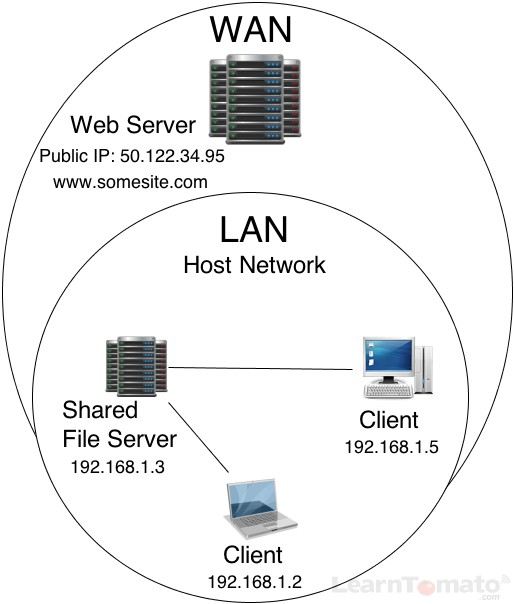 WAN
Web Server
Public IP: 50.122.34.95
www.somesite.com
LAN
Host Network
Shared
File Server
192.168.1.3
Client
192.168.1.5
Client
192.168.1.2
LearnTomato
.com